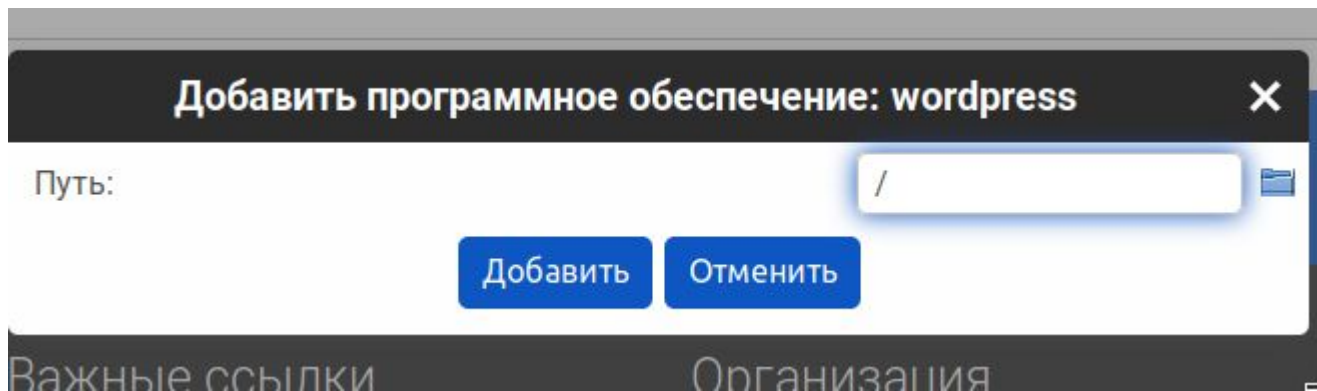 Добавить программное обеспечение: wordpress
Путь:
/
Добавить Отменить
Важные ссылки Организация